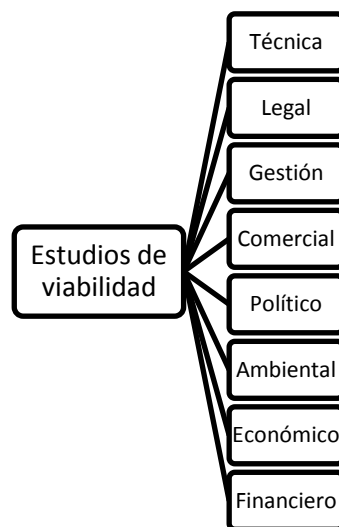 Técnica
Legal
Gestión
Comercial
Estudios de
viabilidad
Político
Ambiental
Económico
Financiero